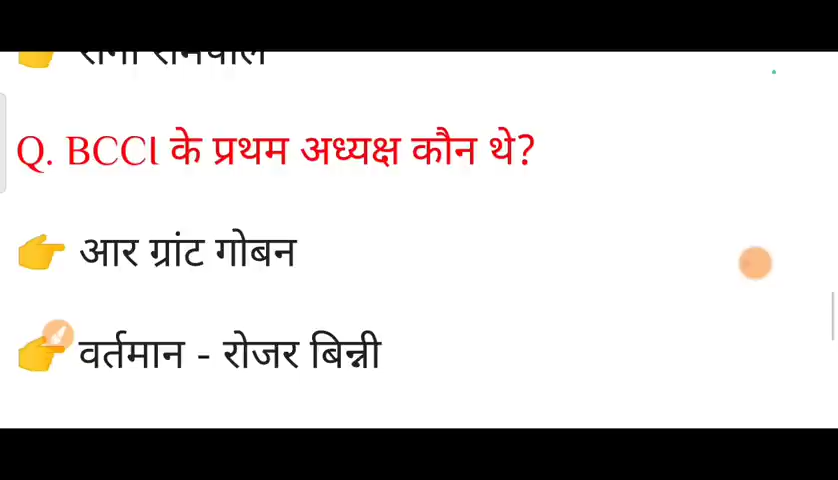 Q. BCCI के प्रथम अध्यक्ष कौन थे?
👉 आर ग्रांट गोबन
👉 वर्तमान - रोजर बिन्नी